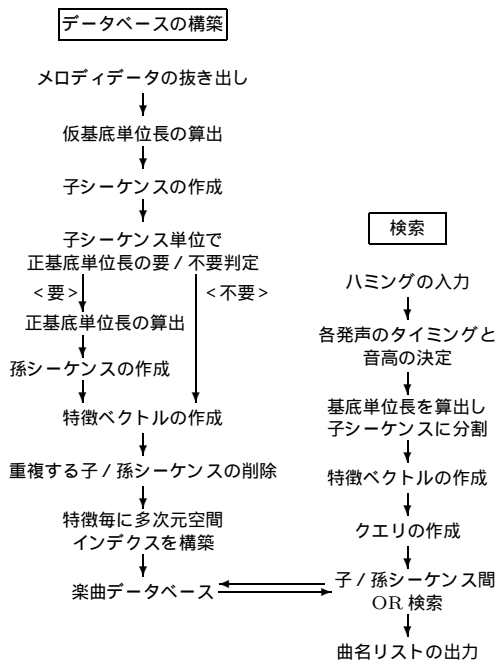 データベースの構築
メロディデータの抜き出し
仮基底単位長の算出
子シーケンスの作成
子シーケンス単位で
正基底単位長の要/不要判定
<要>
<不要>
正基底単位長の算出
孫シーケンスの作成
特徴ベクトルの作成
重複する子/孫シーケンスの削除
特徴毎に多次元空間
インデクスを構築
楽曲データベース
検索
ハミングの入力
各発声のタイミングと
音高の決定
基底単位長を算出し
子シーケンスに分割
特徴ベクトルの作成
クエリの作成
子/孫シーケンス間
OR 検索
曲名リストの出力